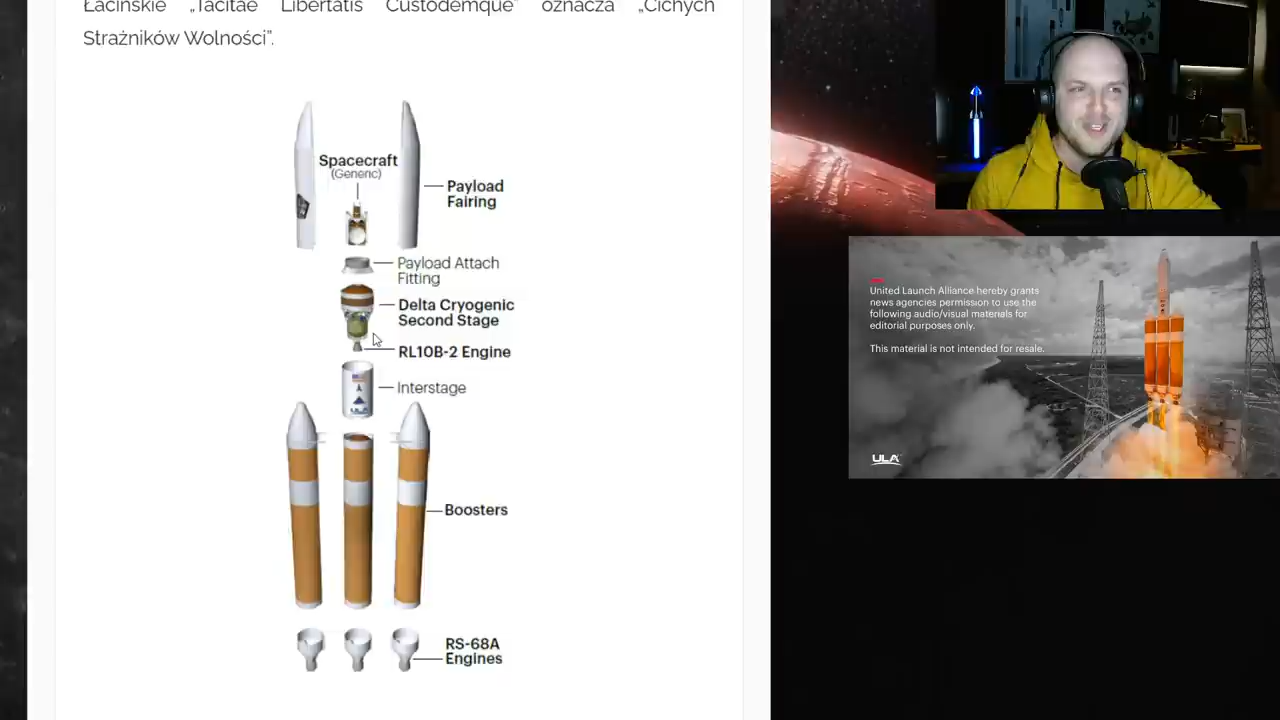 Łacińskie „Tacitae Libertatis Custodemque” oznacza „Cichych
Strażników Wolności”.
Spacecraft
(Generic)
Payload
Fairing
Payload Attach
Fitting
Delta Cryogenic
Second Stage
RL10B-2 Engine
Interstage
ULA
Boosters
RS-68A
Engines
United Launch Alliance hereby grants
news agencies permission to use the
following audio/visual materials for
editorial purposes only.
This material is not intended for resale.
ULA